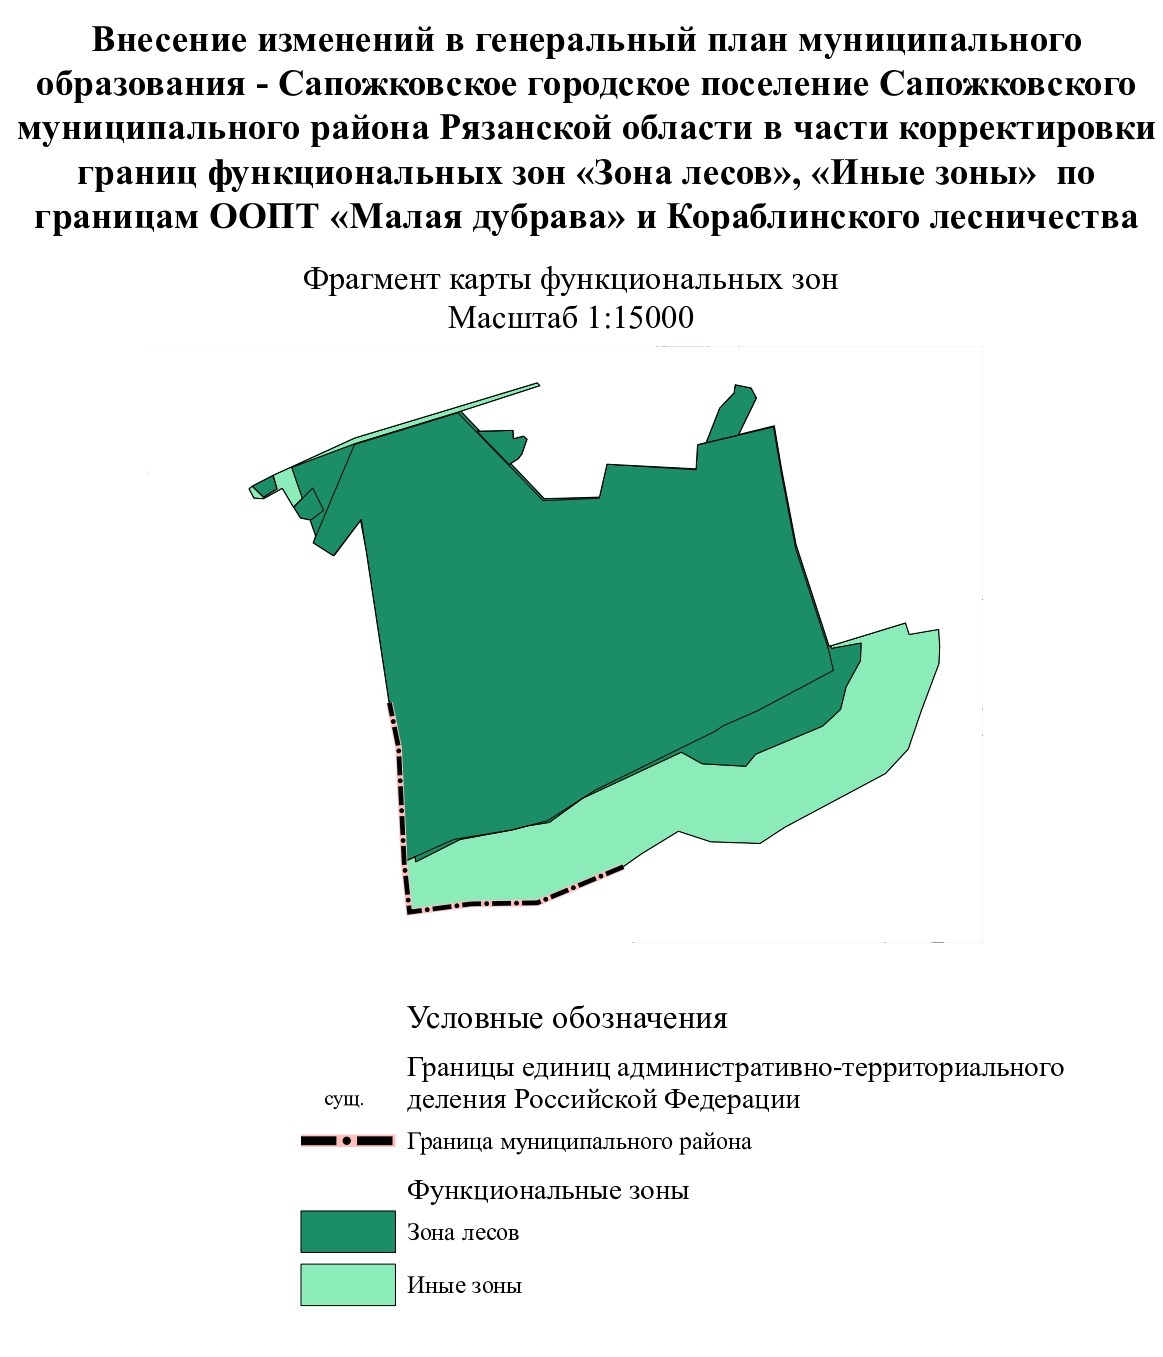 Внесение изменений в генеральный план муниципального
образования - Сапожковское городское поселение Сапожковского
муниципального района Рязанской области в части корректировки
границ функциональных зон «Зона лесов», «Иные зоны» по
границам ООПТ «Малая дубрава» и Кораблинского лесничества
Фрагмент карты функциональных зон
Масштаб 1:15000
Условные обозначения
Границы единиц административно-территориального
сущ.
деления Российской Федерации
Граница муниципального района
Функциональные зоны
Зона лесов
Иные зоны